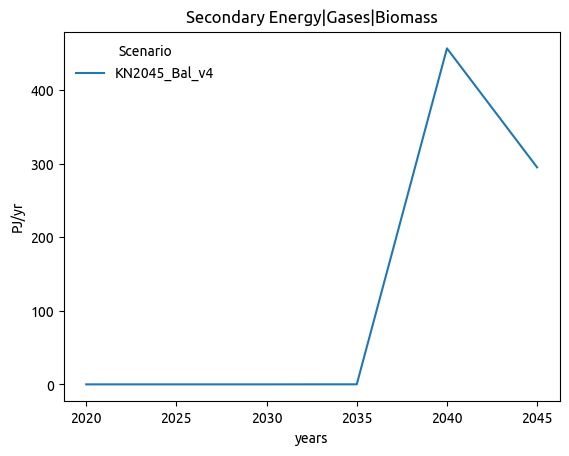 Secondary Energy|Gases|Biomass
Scenario
KN2045_Bal_v4
PJ/yr
400
300
200
100
0
2020 2025 2030 2035 2040 2045
years